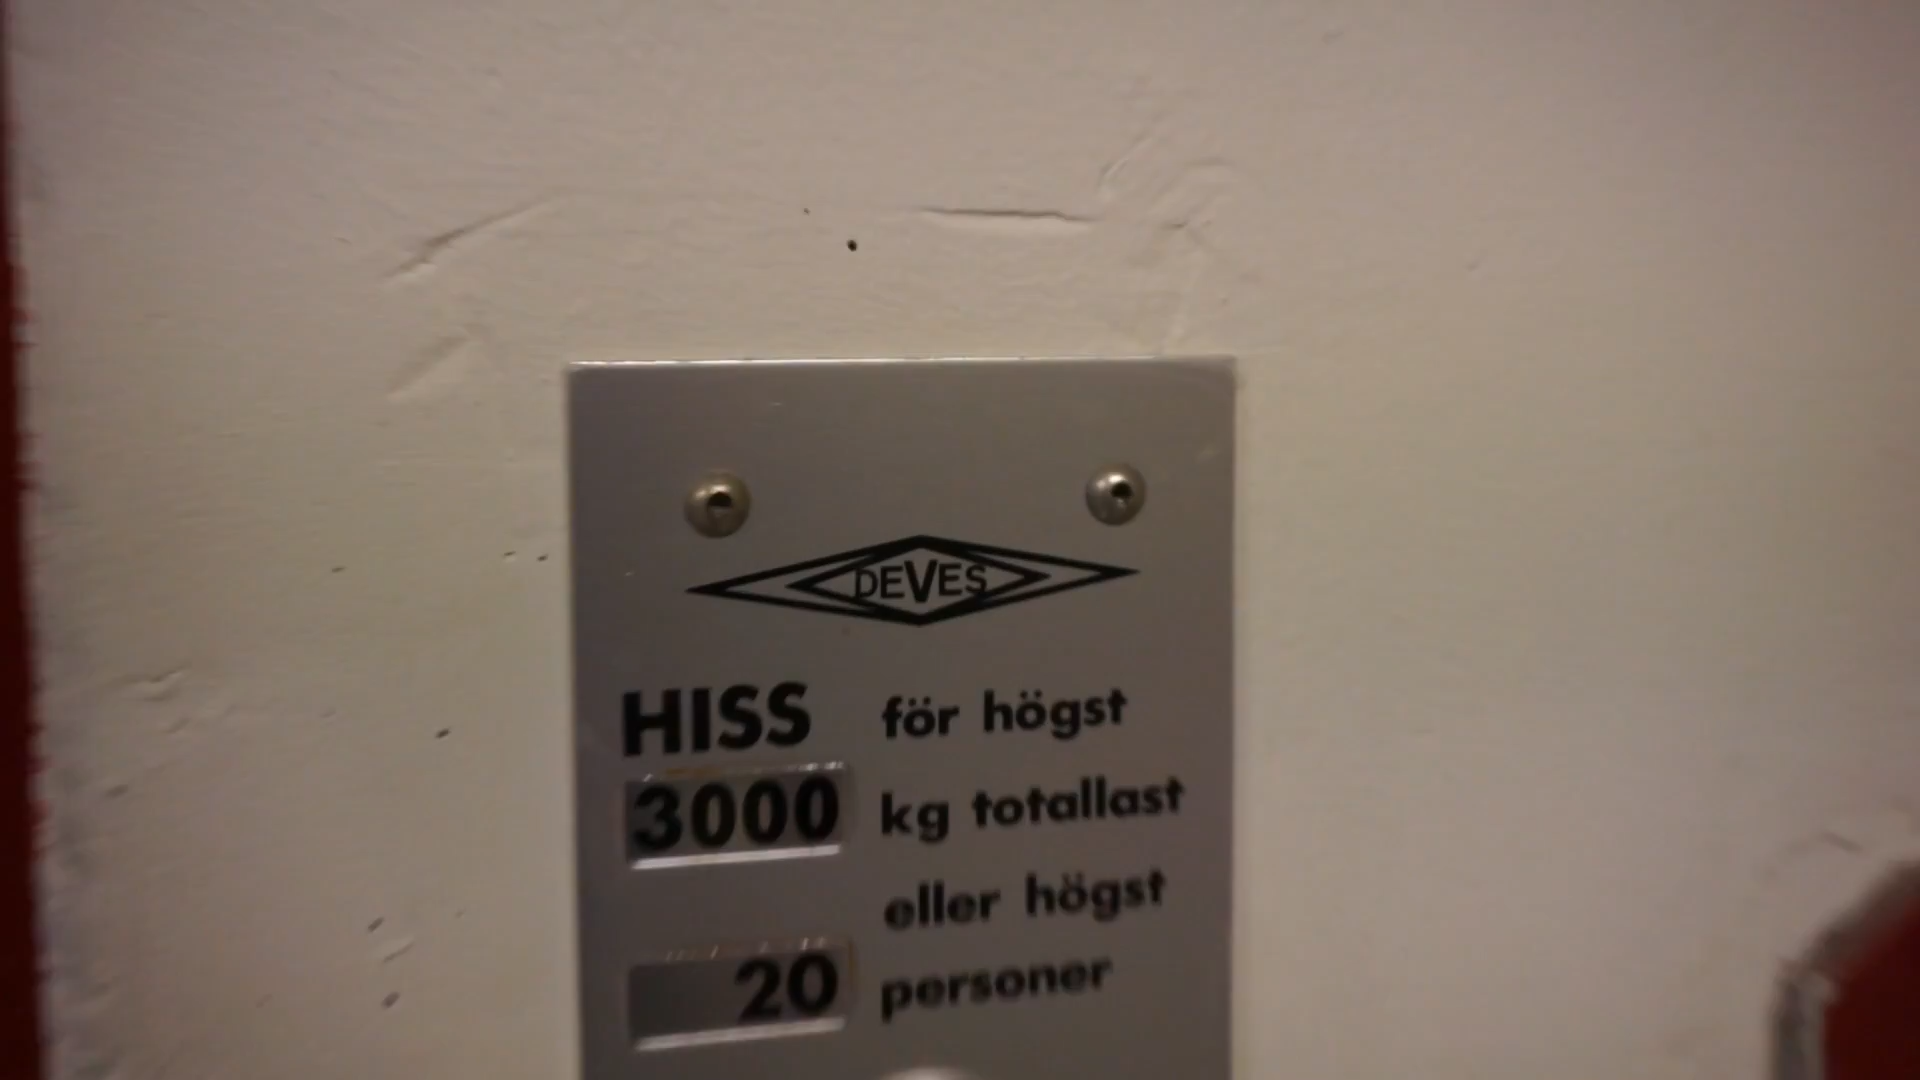 DEVES
HISS för högst
3000 kg totallast
eller högst
20 personer